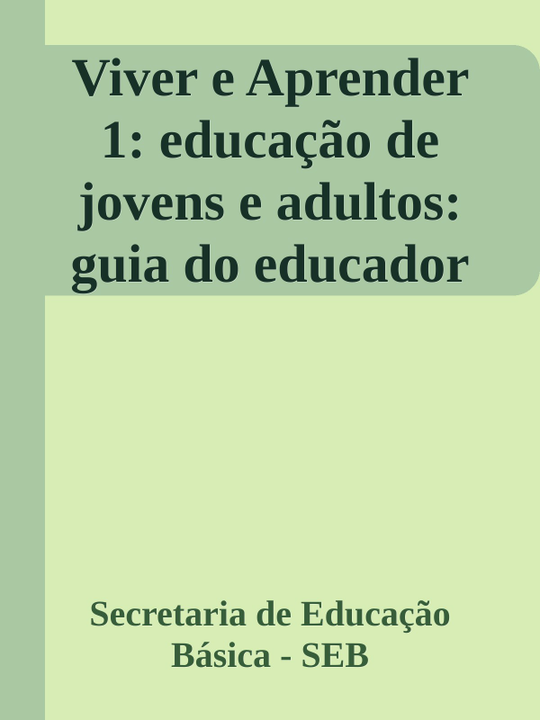 Viver e Aprender
1: educação de
jovens e adultos:
guia do educador
Secretaria de Educação
Básica - SEB